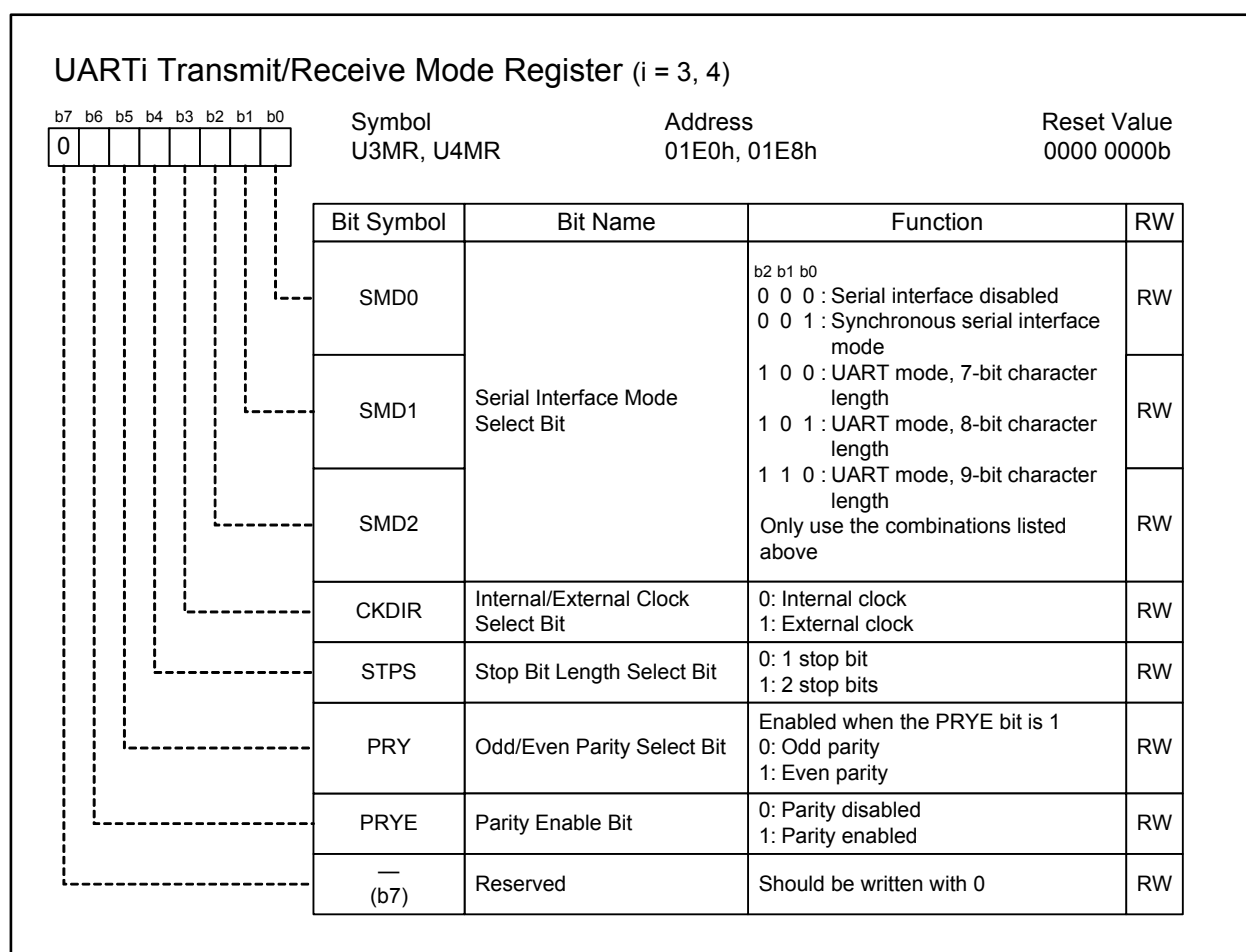 UARTi Transmit/Receive Mode Register (i = 3, 4)
b7 b6 b5 b4 b3 b2 b1 b0
0
Symbol Address Reset Value
U3MR, U4MR 01E0h, 01E8h 0000 0000b
Bit Symbol Bit Name Function RW
SMD0
SMD1
SMD2
Serial Interface Mode
Select Bit
b2 b1 b0
0 0 0 : Serial interface disabled
0 0 1 : Synchronous serial interface
mode
1 0 0 : UART mode, 7-bit character
length
1 0 1 : UART mode, 8-bit character
length
1 1 0 : UART mode, 9-bit character
length
Only use the combinations listed
above
RW
RW
RW
CKDIR
Internal/External Clock
Select Bit
0: Internal clock
1: External clock
RW
STPS
Stop Bit Length Select Bit
0: 1 stop bit
1: 2 stop bits
RW
PRY
Odd/Even Parity Select Bit
Enabled when the PRYE bit is 1
0: Odd parity
1: Even parity
RW
PRYE
Parity Enable Bit
0: Parity disabled
1: Parity enabled
RW
—
(b7)
Reserved
Should be written with 0
RW